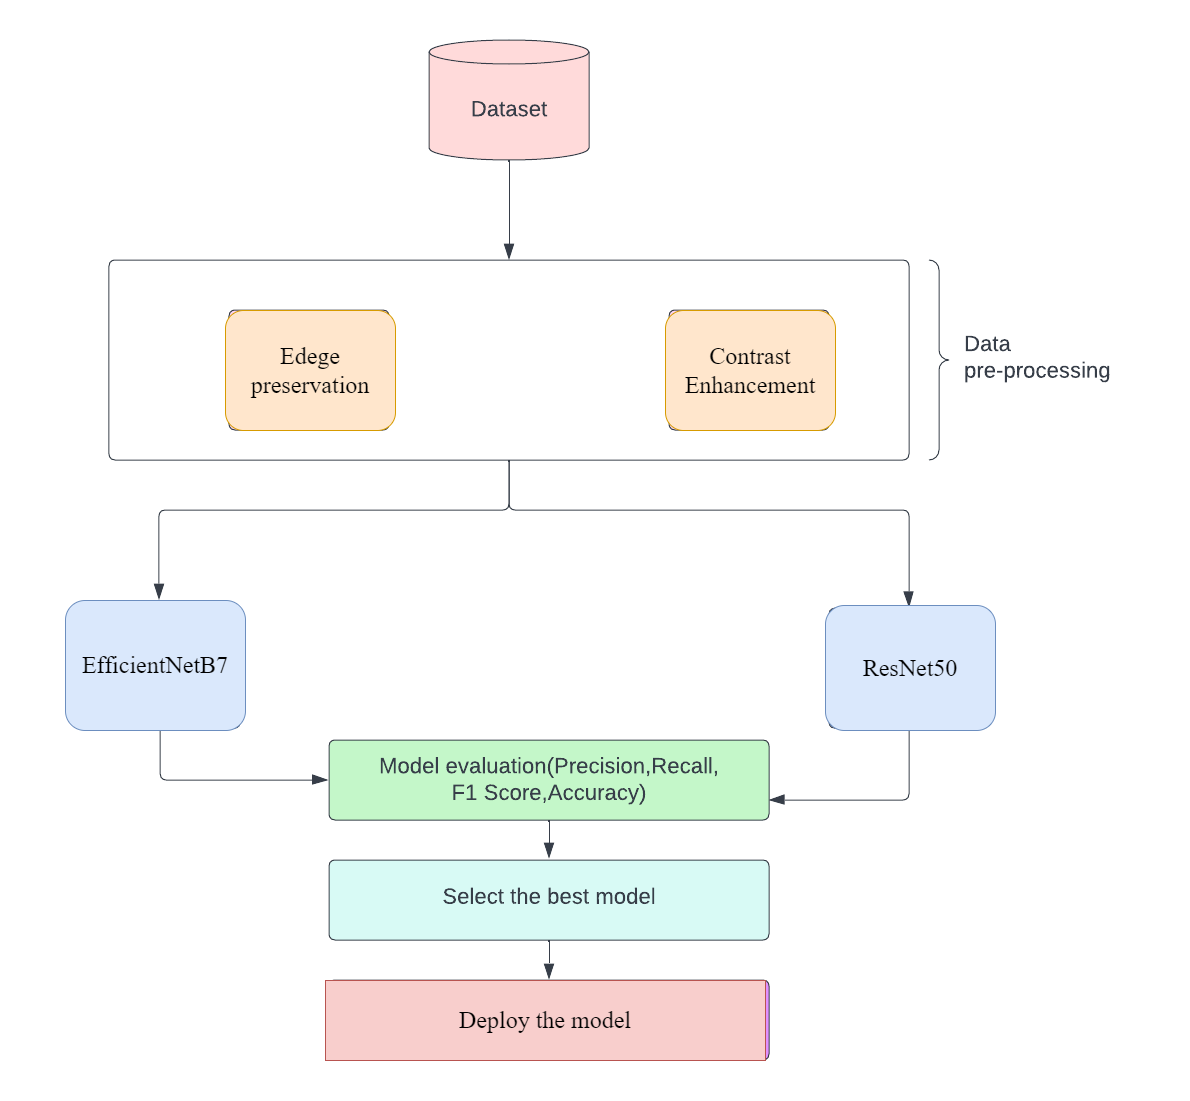 Dataset
Edege
preservation
Contrast
Enhancement
Data
pre-processing
EfficientNetB7
ResNet50
Model evaluation(Precision,Recall,
F1 Score,Accuracy)
Select the best model
Deploy the model